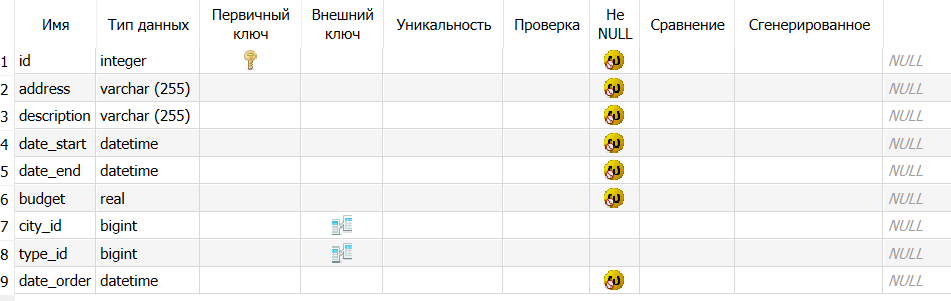 Имя Тип данных Первичный ключ Внешний ключ Уникальность Проверка Не NULL Сравнение Сгенерированное
1 id integer NULL
2 address varchar (255) NULL
3 description varchar (255) NULL
4 date_start datetime NULL
5 date_end datetime NULL
6 budget real NULL
7 city_id bigint NULL
8 type_id bigint NULL
9 date_order datetime NULL